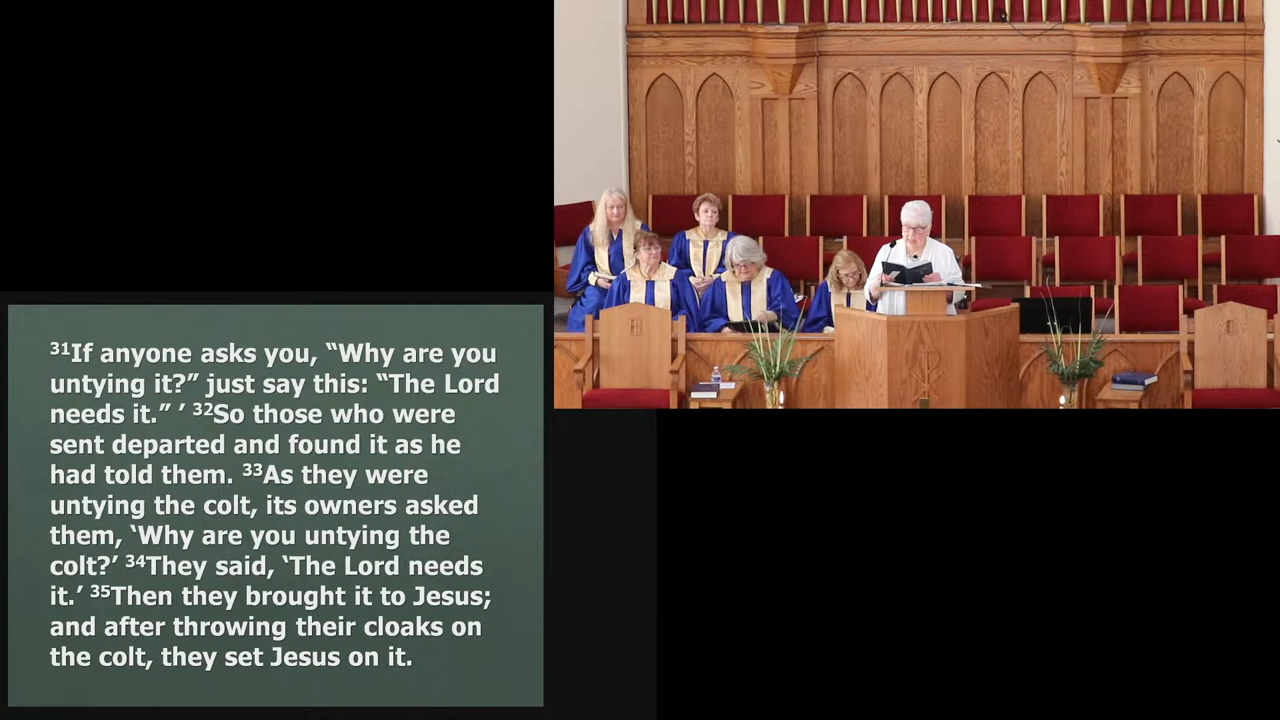 ³¹If anyone asks you, “Why are you
untying it?” just say this: “The Lord
needs it.” ’ ³²So those who were
sent departed and found it as he
had told them. ³³As they were
untying the colt, its owners asked
them, ‘Why are you untying the
colt?’ ³⁴They said, ‘The Lord needs
it.’ ³⁵Then they brought it to Jesus;
and after throwing their cloaks on
the colt, they set Jesus on it.